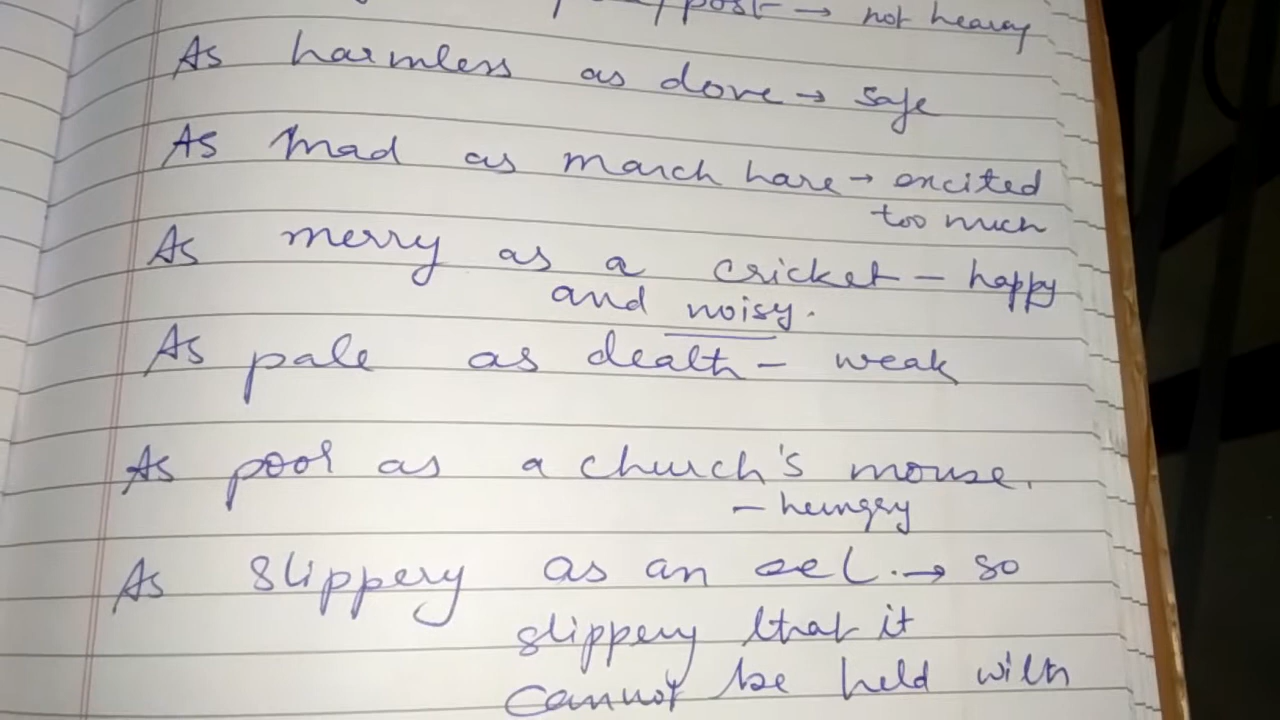 post → not heavy
As harmless as dove → safe
As mad as march hare → excited
too much
As merry as a cricket – happy
and noisy.
As pale as death – weak
As poor as a church's mouse.
– hungry
As slippery as an eel. → so
slippery that it
cannot be held with